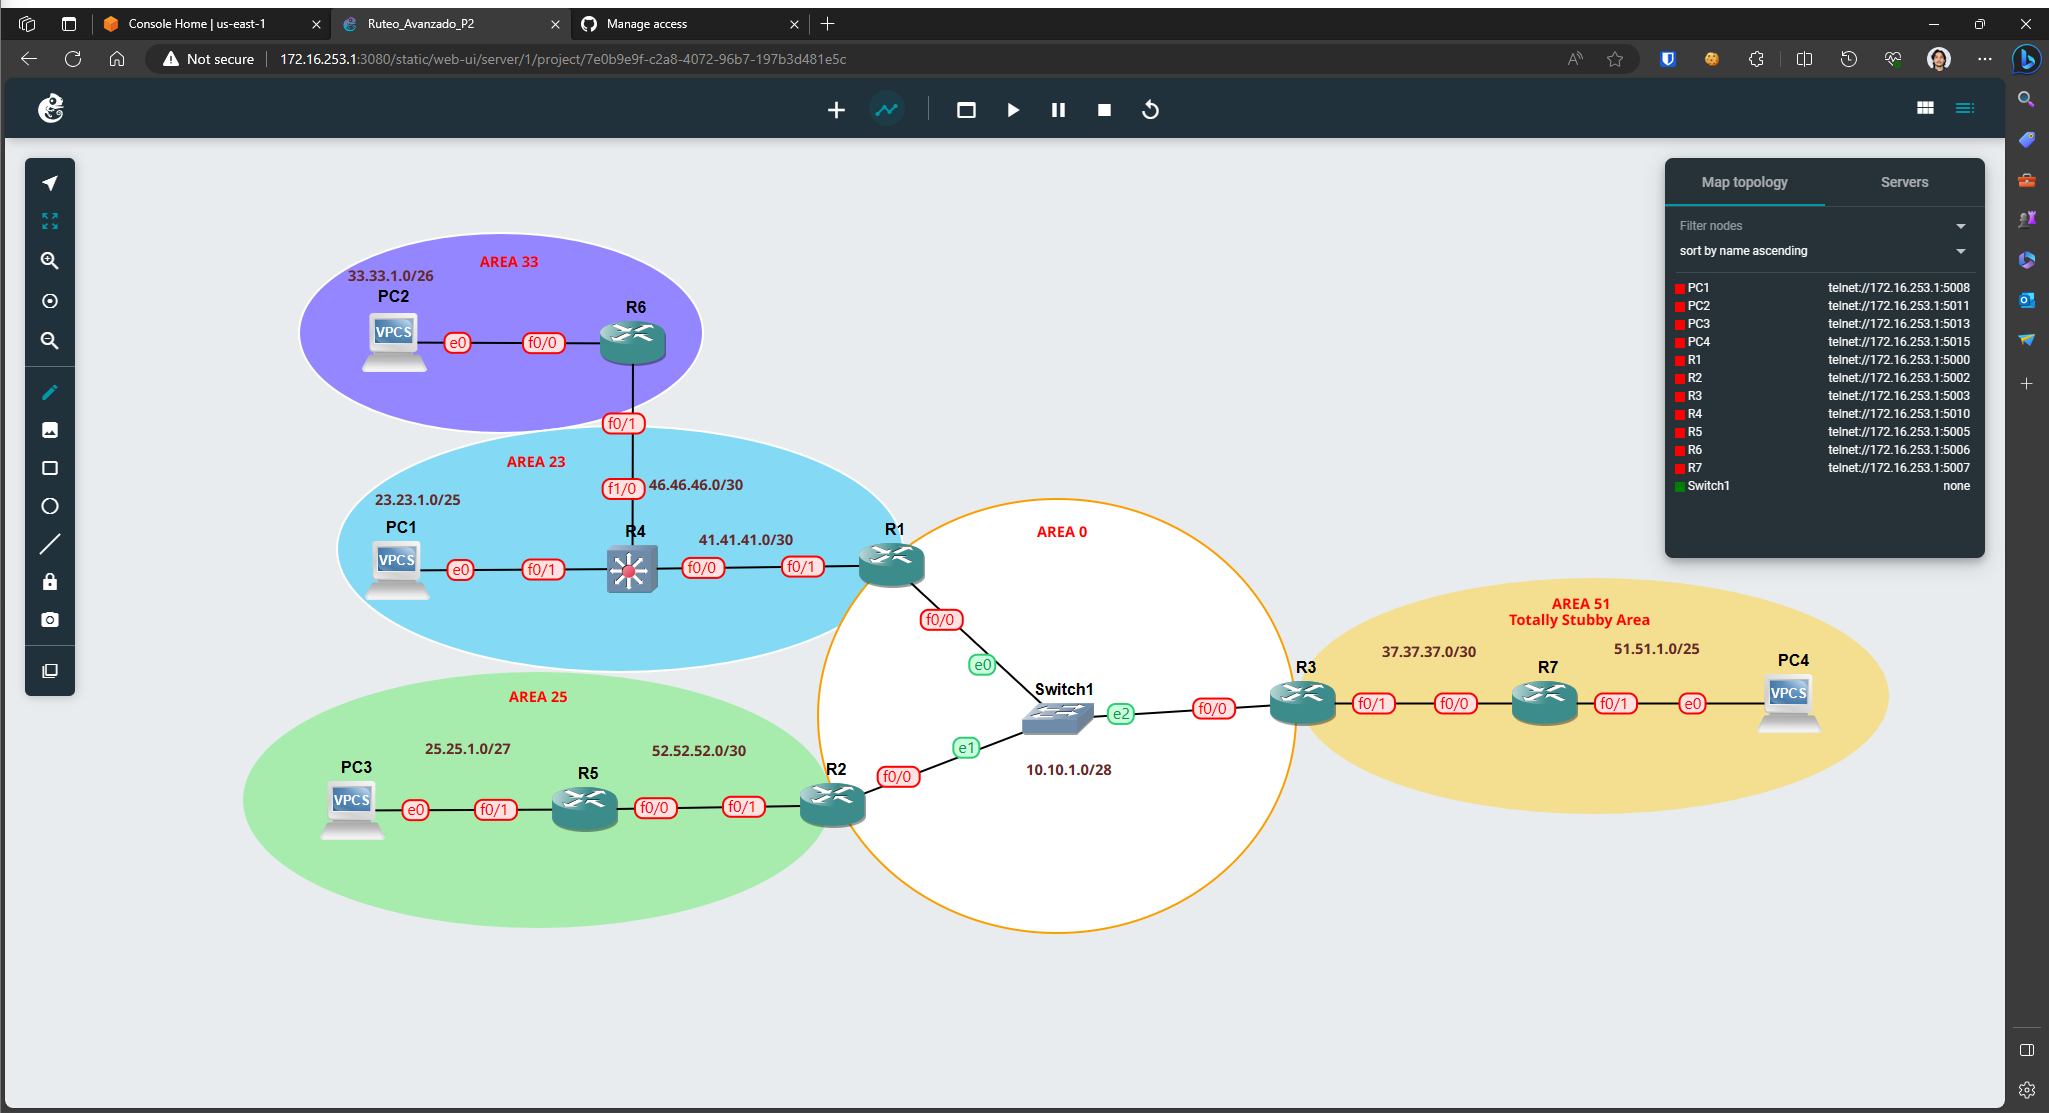 Console Home | us-east-1
Ruteo_Avanzado_P2
Manage access
Not secure
172.16.253.1:3080/static/web-ui/server/1/project/7e0b9e9f-c2a8-4072-96b7-197b3d481e5c
Map topology
Servers
Filter nodes
sort by name ascending
PC1 telnet://172.16.253.1:5008
PC2 telnet://172.16.253.1:5011
PC3 telnet://172.16.253.1:5013
PC4 telnet://172.16.253.1:5015
R1 telnet://172.16.253.1:5000
R2 telnet://172.16.253.1:5002
R3 telnet://172.16.253.1:5003
R4 telnet://172.16.253.1:5010
R5 telnet://172.16.253.1:5005
R6 telnet://172.16.253.1:5006
R7 telnet://172.16.253.1:5007
Switch1 none
AREA 33
33.33.1.0/26
PC2
R6
VPCS
e0
f0/0
f0/1
AREA 23
f1/0
46.46.46.0/30
23.23.1.0/25
PC1
R4
41.41.41.0/30
R1
VPCS
e0
f0/1
f0/0
f0/1
AREA 0
f0/0
e0
Switch1
e2
f0/0
e1
f0/0
10.10.1.0/28
AREA 51
Totally Stubby Area
37.37.37.0/30
51.51.1.0/25
R3
R7
PC4
VPCS
f0/1
f0/0
f0/1
e0
AREA 25
25.25.1.0/27
52.52.52.0/30
PC3
R5
R2
VPCS
e0
f0/1
f0/0
f0/1